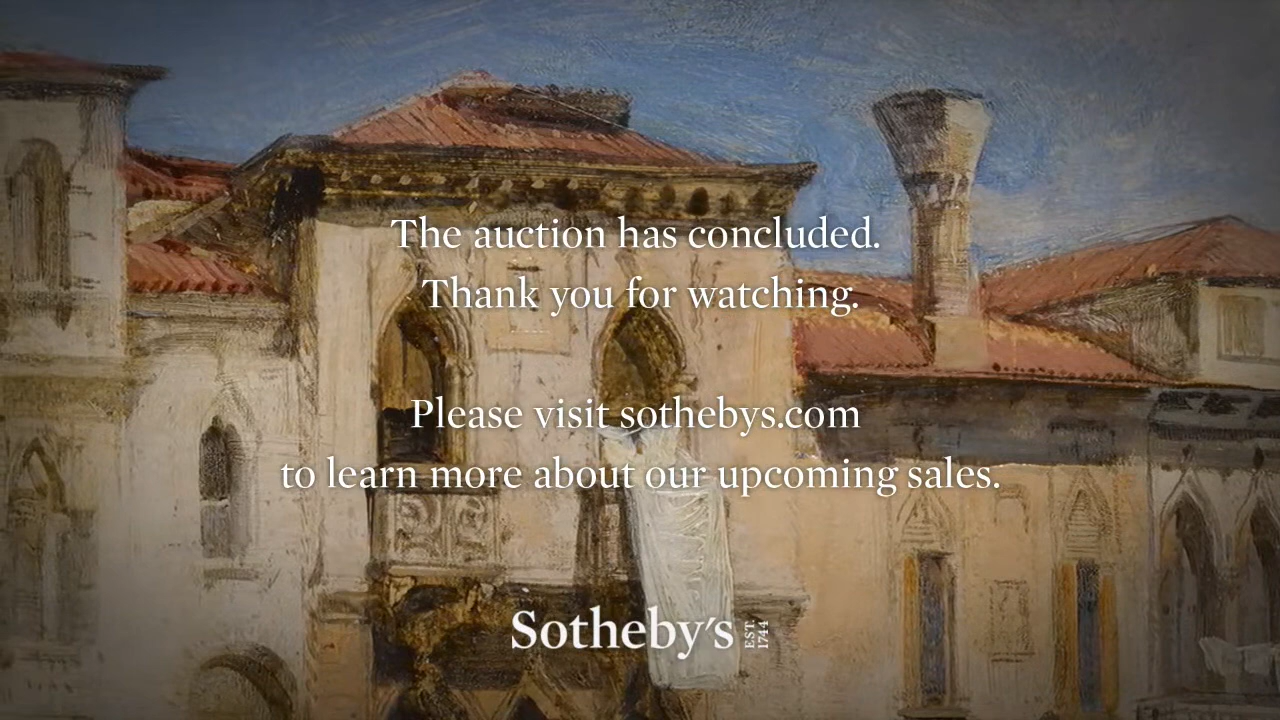 The auction has concluded.
Thank you for watching.
Please visit sothebys.com
to learn more about our upcoming sales.
Sotheby's EST. 1744